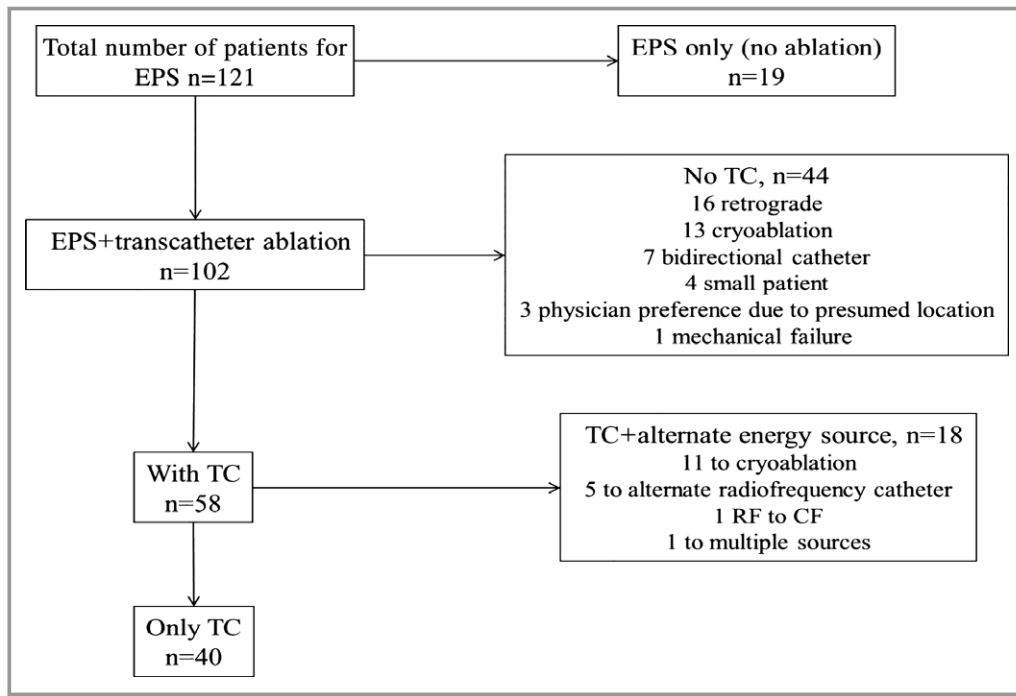 Total number of patients for
EPS n=121
EPS only (no ablation)
n=19
No TC, n=44
16 retrograde
13 cryoablation
7 bidirectional catheter
4 small patient
3 physician preference due to presumed location
1 mechanical failure
EPS+transcatheter ablation
n=102
TC+alternate energy source, n=18
11 to cryoablation
5 to alternate radiofrequency catheter
1 RF to CF
1 to multiple sources
With TC
n=58
Only TC
n=40